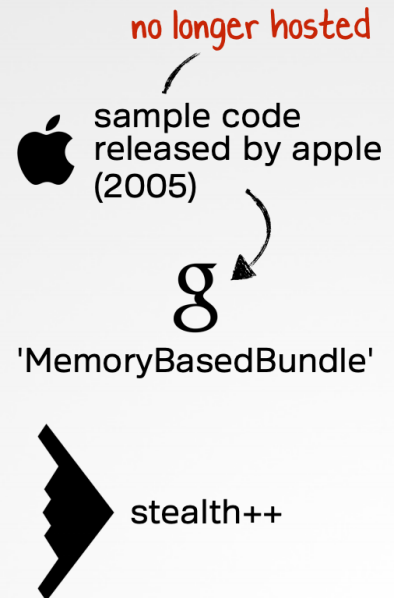 no longer hosted
sample code
released by apple
(2005)
g
'MemoryBasedBundle'
stealth++